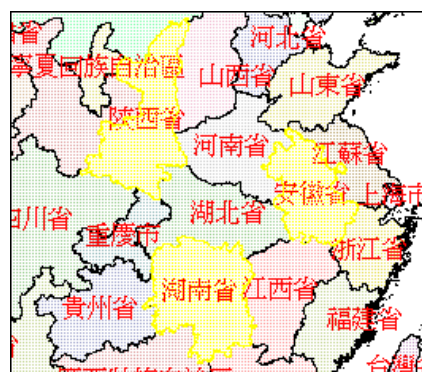 河北省
寧夏回族自治區
山西省
山東省
陝西省
河南省
江蘇省
安徽省
上海市
湖北省
四川省
重慶市
浙江省
湖南省
江西省
貴州省
福建省